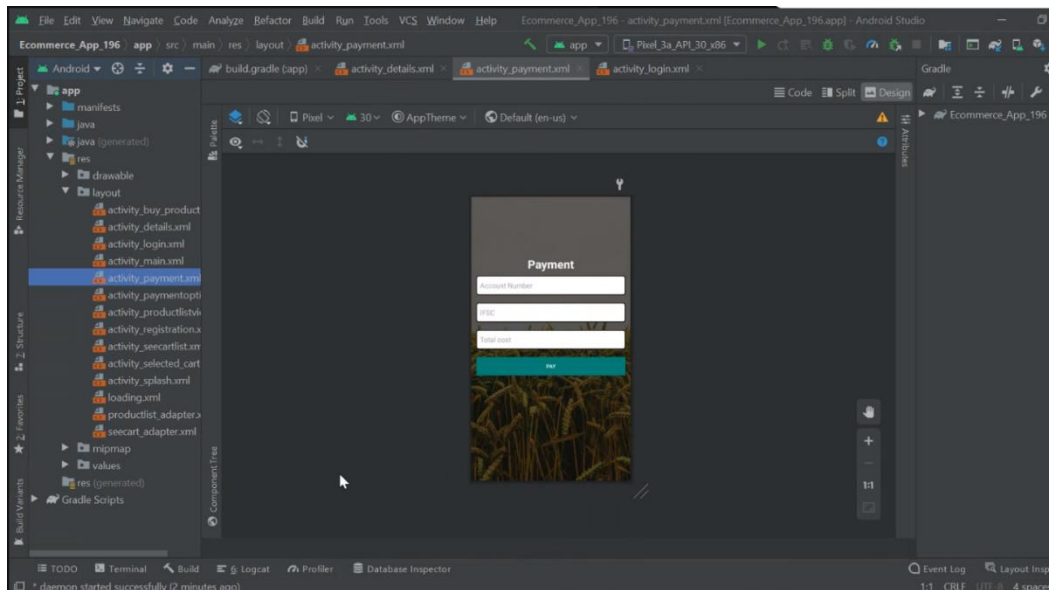 File Edit View Navigate Code Analyze Refactor Build Run Tools VCS Window Help Ecommerce_App_196 - activity_payment.xml [Ecommerce_App_196.app] - Android Studio
Ecommerce_App_196 app src main res layout activity_payment.xml app Pixel_3a_API_30_x86
1: Project
Android
build.gradle (:app) activity_details.xml activity_payment.xml activity_login.xml
Gradle
app
Code Split Design
manifests
java
java (generated)
res
drawable
layout
activity_buy_product
activity_details.xml
activity_login.xml
activity_main.xml
activity_payment.xml
activity_paymentopti
activity_productlistvi
activity_registration.x
activity_seecartlist.xm
activity_selected_cart
activity_splash.xml
loading.xml
productlist_adapter.x
seecart_adapter.xml
mipmap
values
res (generated)
Gradle Scripts
Resource Manager
2: Structure
2: Favorites
Build Variants
Palette
Pixel 30 AppTheme Default (en-us)
Component Tree
Payment
Account Number
IFSC
Total cost
PAY
1:1
Attributes
Ecommerce_App_196
TODO Terminal Build 6: Logcat Profiler Database Inspector Event Log Layout Insp
* daemon started successfully (2 minutes ago) 1:1 CRLF UTF-8 4 spaces